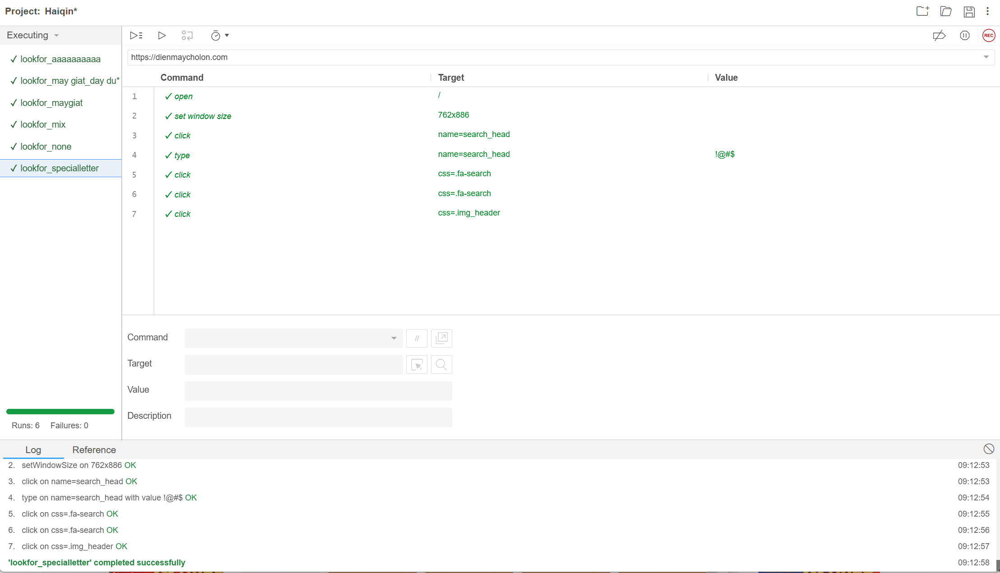 Project: Haiqin*
Executing
https://dienmaycholon.com
REC
lookfor_aaaaaaaaaa
lookfor_may giat_day du*
lookfor_maygiat
lookfor_mix
lookfor_none
lookfor_specialletter
Command Target Value
1 open /
2 set window size 762x886
3 click name=search_head
4 type name=search_head !@#$
5 click css=.fa-search
6 click css=.fa-search
7 click css=.img_header
Command //
Target
Value
Description
Runs: 6 Failures: 0
Log Reference
2. setWindowSize on 762x886 OK 09:12:53
3. click on name=search_head OK 09:12:53
4. type on name=search_head with value !@#$ OK 09:12:54
5. click on css=.fa-search OK 09:12:55
6. click on css=.fa-search OK 09:12:56
7. click on css=.img_header OK 09:12:57
'lookfor_specialletter' completed successfully 09:12:58